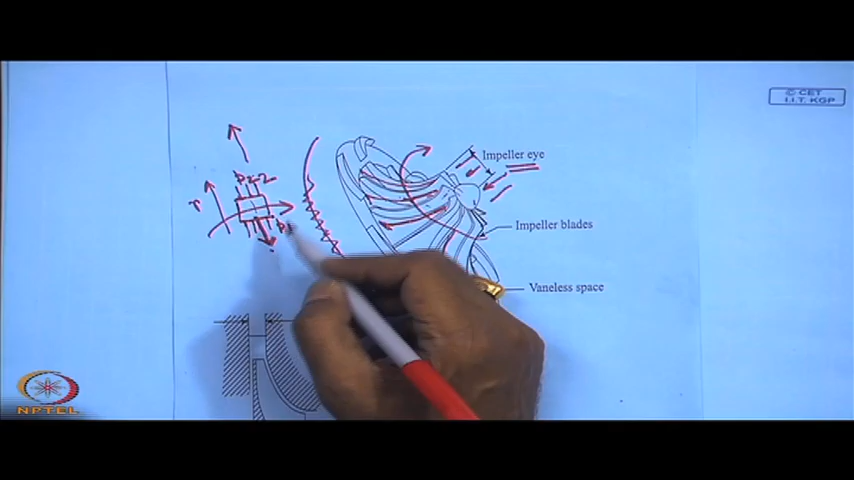 © CET
I.I.T. KGP
Impeller eye
Impeller blades
Vaneless space
r
NPTEL